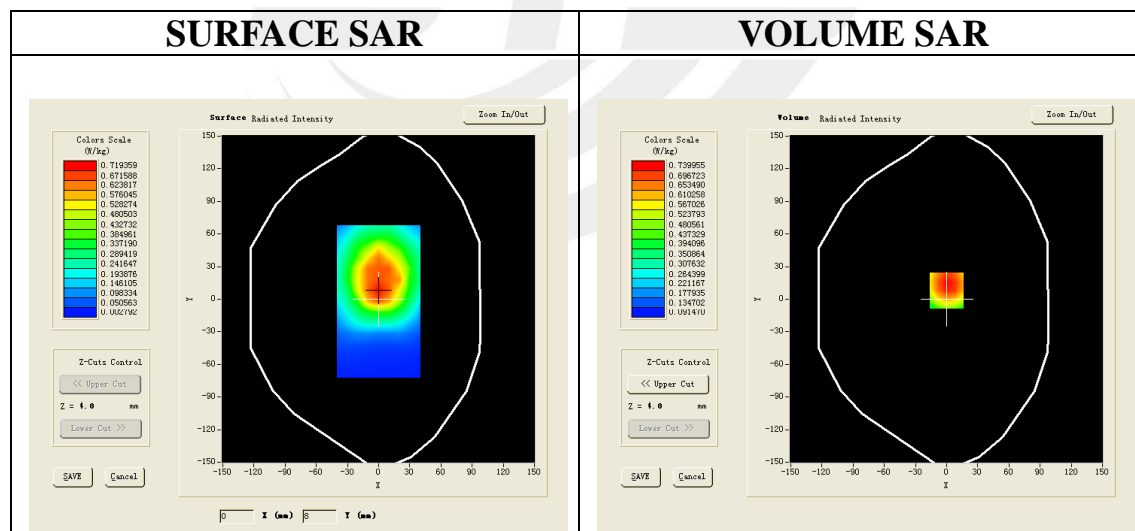 SURFACE SAR
VOLUME SAR
Surface Radiated Intensity
Zoom In/Out
Colors Scale
(W/kg)
0.719359
0.671588
0.623817
0.576045
0.528274
0.480503
0.432732
0.384961
0.337190
0.289419
0.241647
0.193876
0.146105
0.098334
0.050563
0.002792
Z-Cuts Control
<< Upper Cut
Z = 4.0 mm
Lower Cut >>
SAVE
Cancel
150
120
90
60
30
0
-30
-60
-90
-120
-150
Y
-150 -120 -90 -60 -30 0 30 60 90 120 150
X
0 X (mm) 8 Y (mm)
Volume Radiated Intensity
Zoom In/Out
Colors Scale
(W/kg)
0.739955
0.696723
0.653490
0.610258
0.567026
0.523793
0.480561
0.437329
0.394096
0.350864
0.307632
0.264399
0.221167
0.177935
0.134702
0.091470
Z-Cuts Control
<< Upper Cut
Z = 4.0 mm
Lower Cut >>
SAVE
Cancel
150
120
90
60
30
0
-30
-60
-90
-120
-150
Y
-150 -120 -90 -60 -30 0 30 60 90 120 150
X